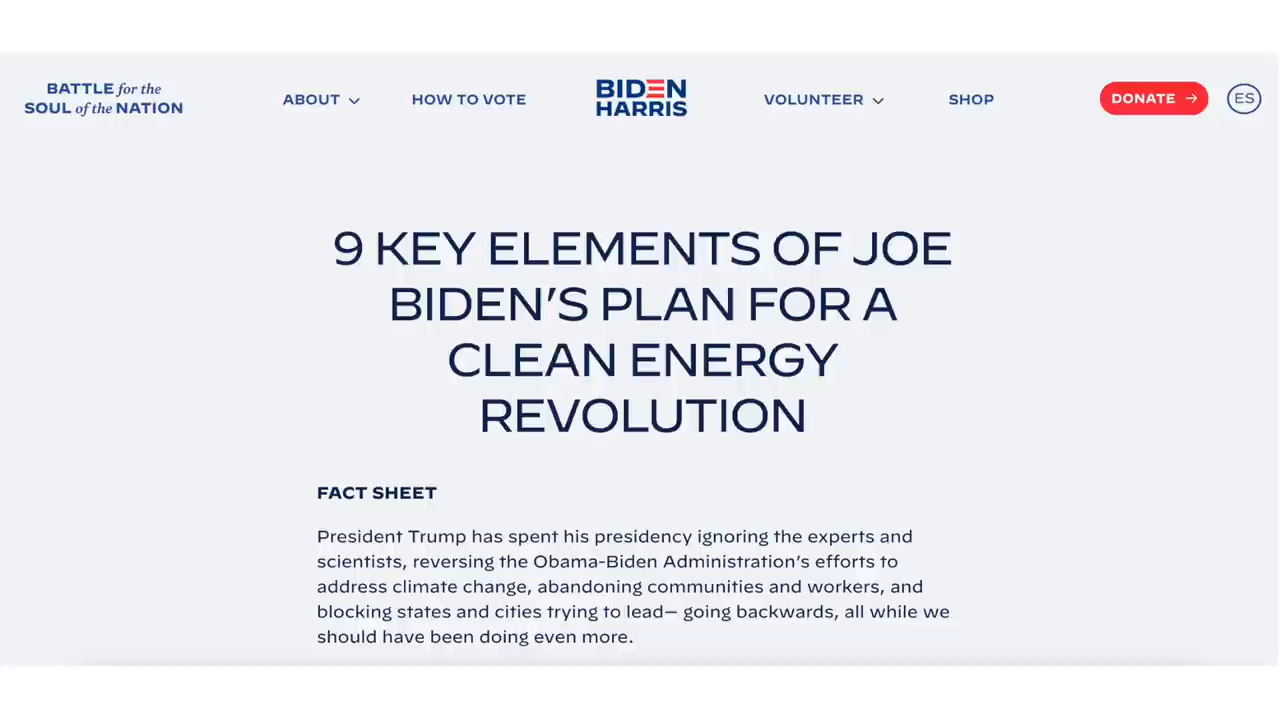 BATTLE for the
SOUL of the NATION
ABOUT
HOW TO VOTE
BIDEN
HARRIS
VOLUNTEER
SHOP
DONATE →
ES
9 KEY ELEMENTS OF JOE
BIDEN’S PLAN FOR A
CLEAN ENERGY
REVOLUTION
FACT SHEET
President Trump has spent his presidency ignoring the experts and
scientists, reversing the Obama-Biden Administration’s efforts to
address climate change, abandoning communities and workers, and
blocking states and cities trying to lead— going backwards, all while we
should have been doing even more.